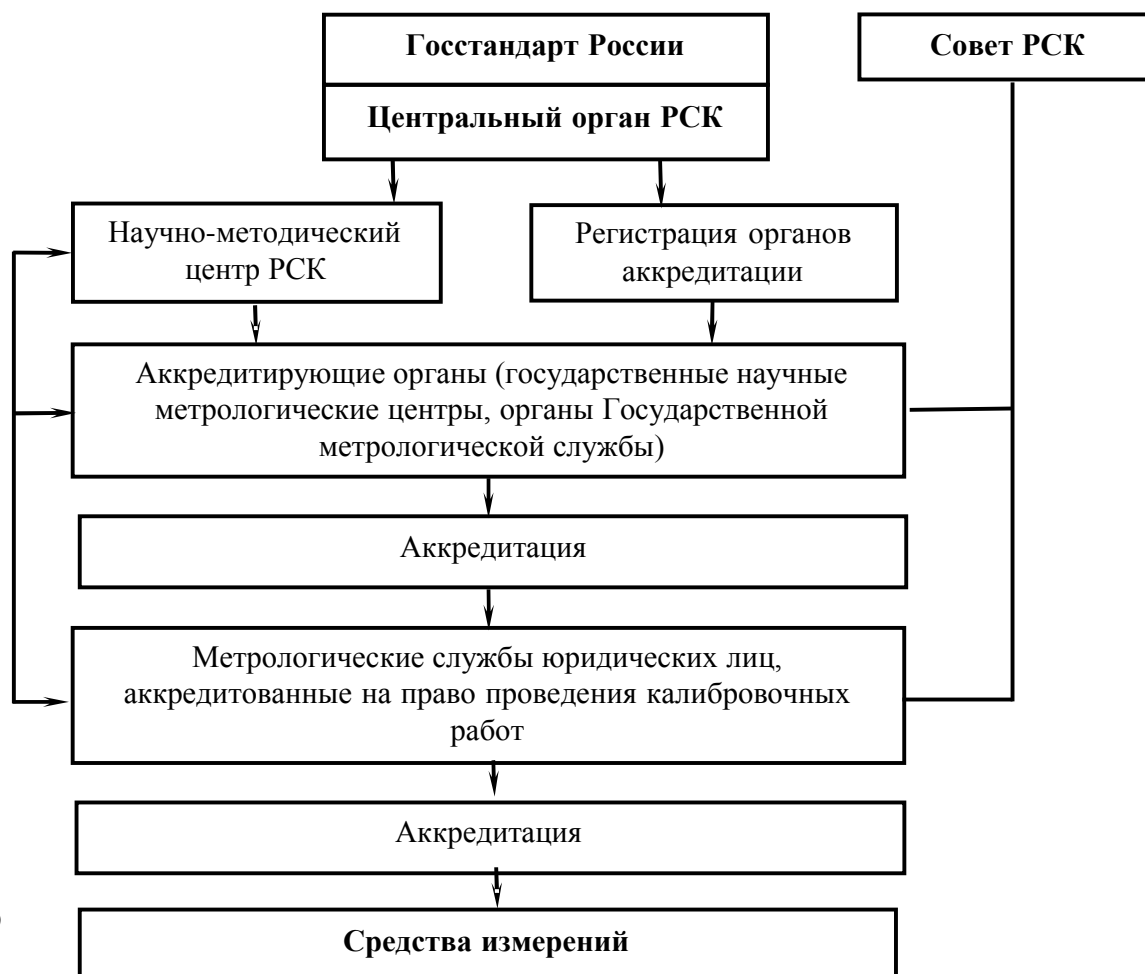 Госстандарт России
Совет РСК
Центральный орган РСК
Научно-методический
центр РСК
Регистрация органов
аккредитации
Аккредитирующие органы (государственные научные
метрологические центры, органы Государственной
метрологической службы)
Аккредитация
Метрологические службы юридических лиц,
аккредитованные на право проведения калибровочных
работ
Аккредитация
Средства измерений